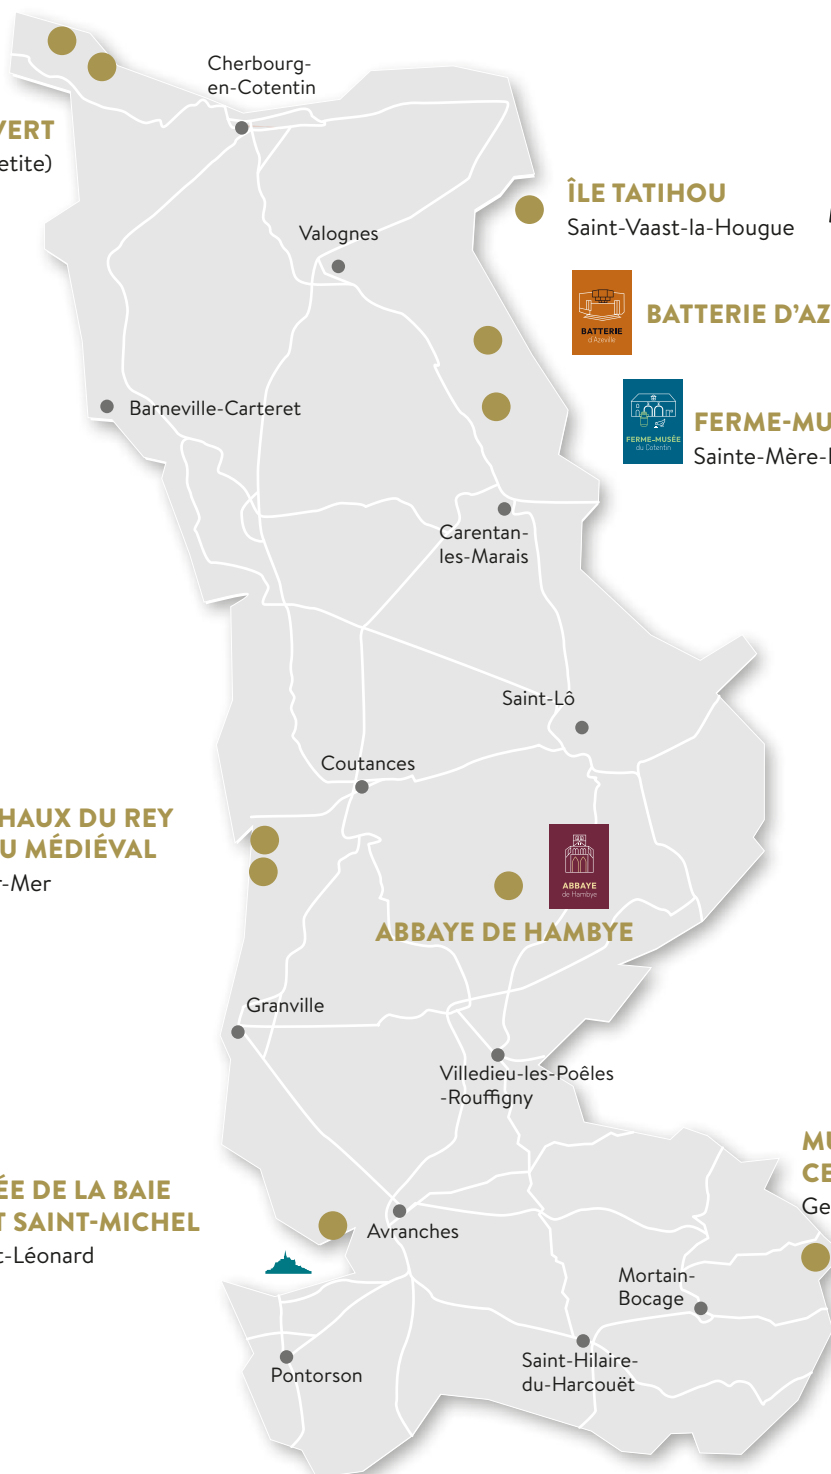 Cherbourg-
en-Cotentin
VERT
etite)
ÎLE TATIHOU
Saint-Vaast-la-Hougue
Valognes
BATTERIE
d'Azeville
BATTERIE D'AZ
Barneville-Carteret
FERME-MUSÉE
du Cotentin
FERME-MU
Sainte-Mère-
Carentan-
les-Marais
Saint-Lô
Coutances
HAUX DU REY
U MÉDIÉVAL
r-Mer
ABBAYE
de Hambye
ABBAYE DE HAMBYE
Granville
Villedieu-les-Poêles
-Rouffigny
MU
CE
Ge
ÉE DE LA BAIE
T SAINT-MICHEL
t-Léonard
Avranches
Mortain-
Bocage
Saint-Hilaire-
du-Harcouët
Pontorson